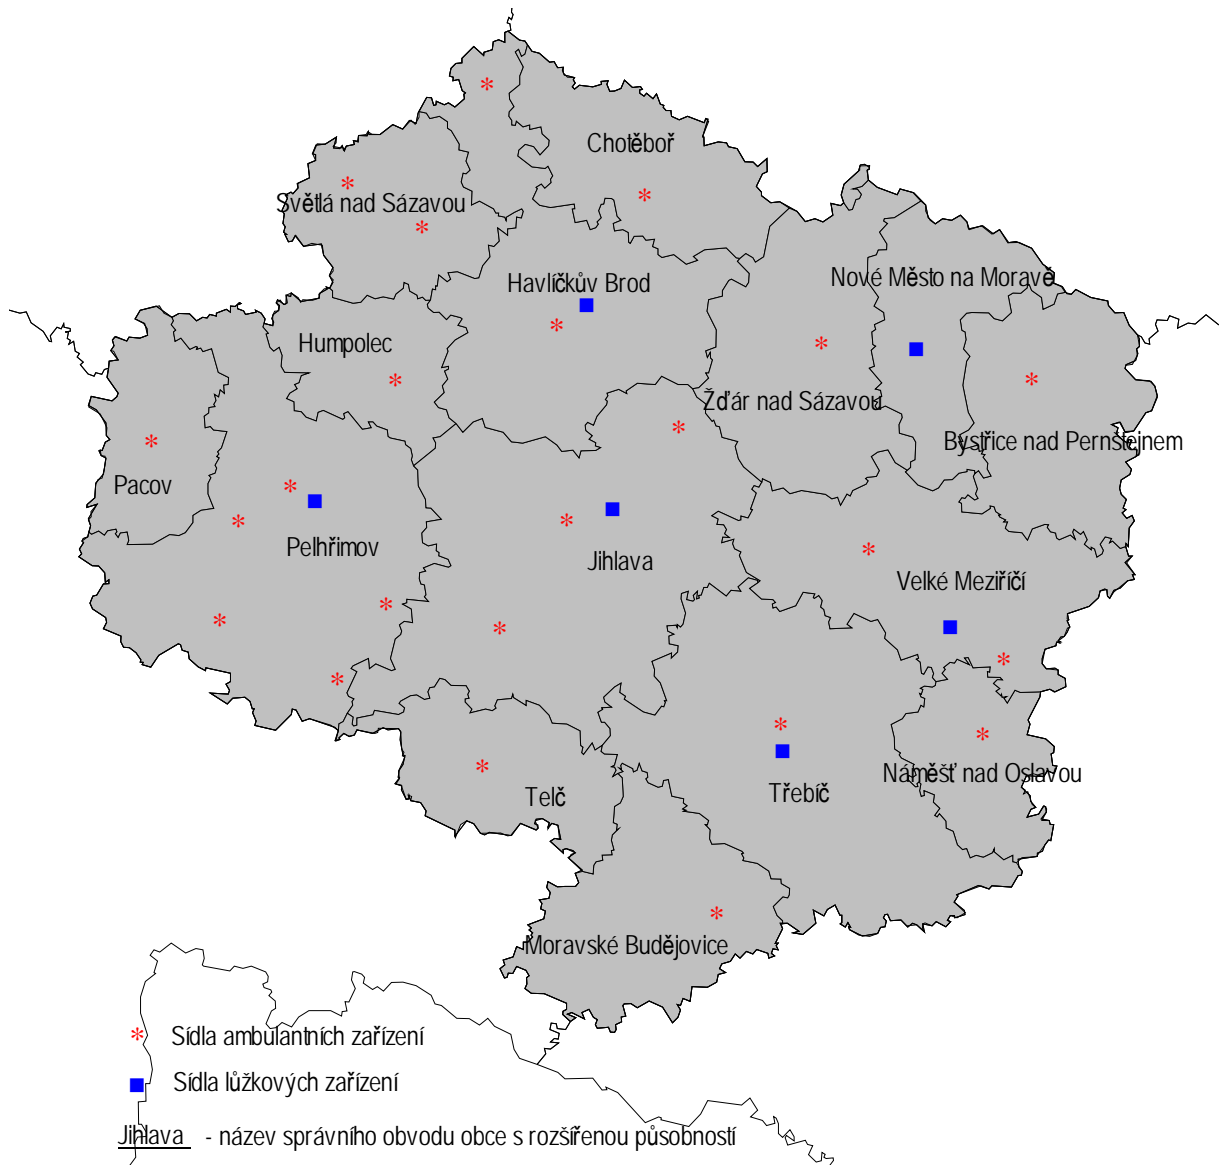 Chotěboř
Světlá nad Sázavou
Havlíčkův Brod
Nové Město na Moravě
Humpolec
Žďár nad Sázavou
Bystřice nad Pernštejnem
Pacov
Pelhřimov
Jihlava
Velké Meziříčí
Náměšť nad Oslavou
Telč
Třebíč
Moravské Budějovice
Sídla ambulantních zařízení
Sídla lůžkových zařízení
Jihlava - název správního obvodu obce s rozšířenou působností